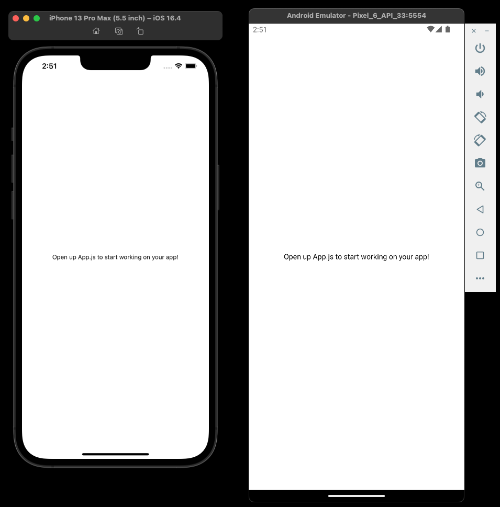 iPhone 13 Pro Max (5.5 inch) – iOS 16.4
2:51
Open up App.js to start working on your app!
Android Emulator - Pixel_6_API_33:5554
2:51
Open up App.js to start working on your app!